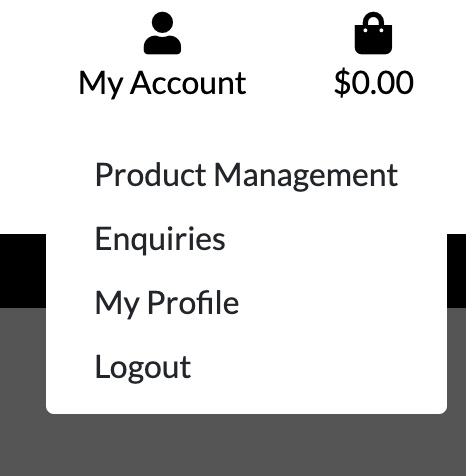 My Account
$0.00
Product Management
Enquiries
My Profile
Logout